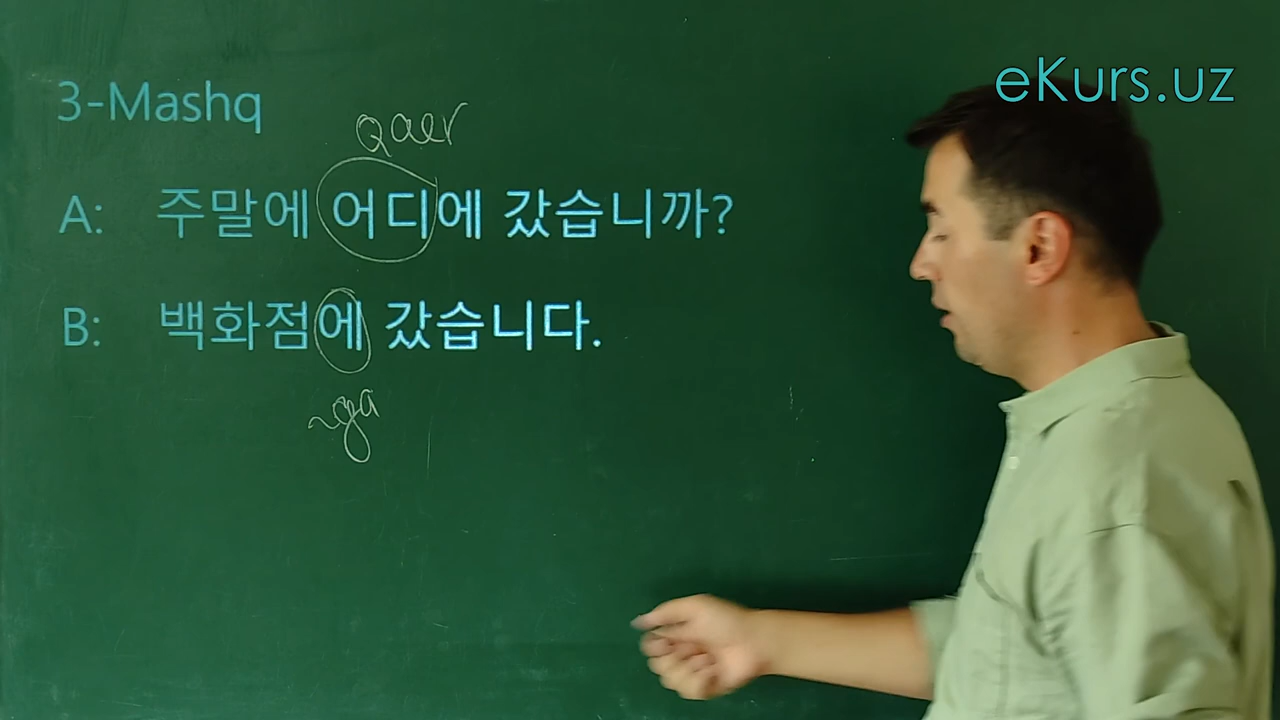 eKurs.uz
3-Mashq
Qaer
A: 주말에 어디에 갔습니까?
B: 백화점에 갔습니다.
~ga